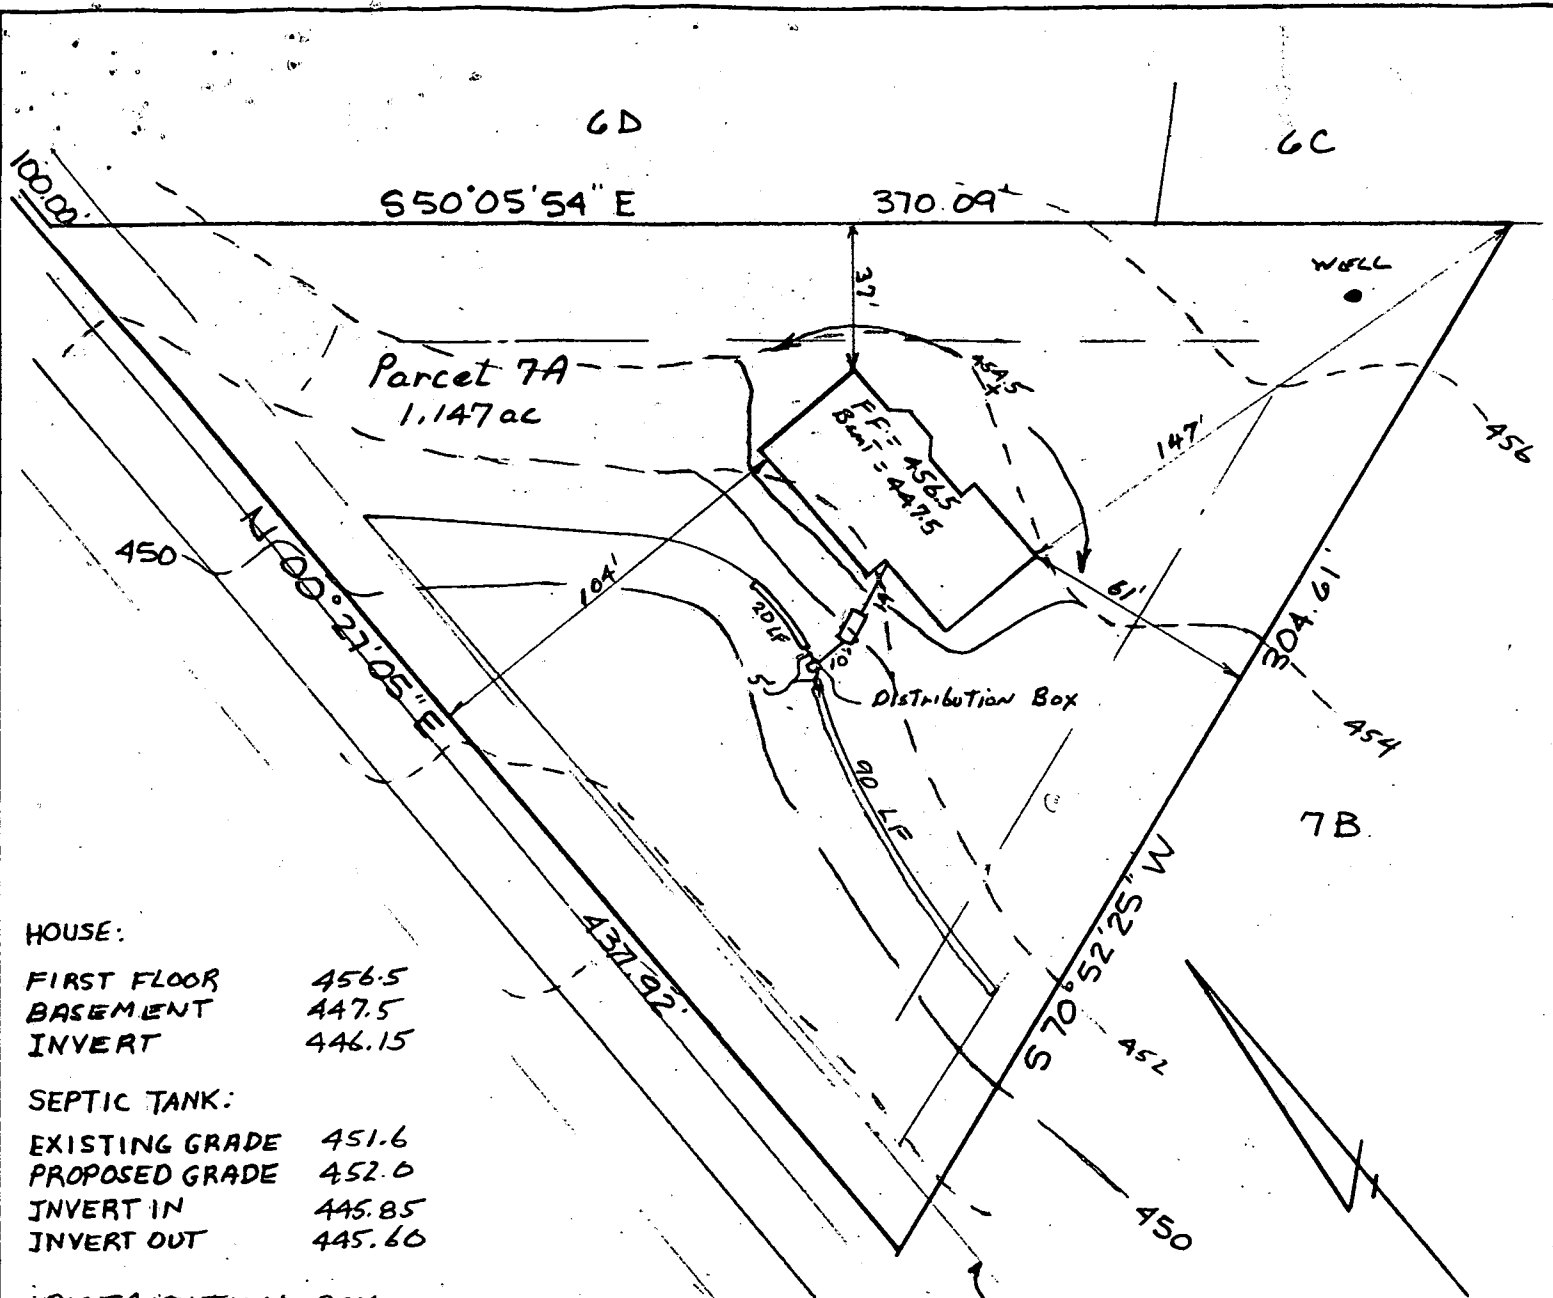 6D
6C
100.00'
S50°05'54"E 370.09'
WELL
37'
454.5
Parcel 7A
1.147 ac
FF = 456.5
Bsmt = 447.5
147'
456
450
N 00°27'05"E
104'
61'
304.61'
20 LF
14'
10'
5'
Distribution Box
454
90 LF
7B
S 70°52'25" W
437.92'
452
450
HOUSE:
FIRST FLOOR 456.5
BASEMENT 447.5
INVERT 446.15
SEPTIC TANK:
EXISTING GRADE 451.6
PROPOSED GRADE 452.0
INVERT IN 445.85
INVERT OUT 445.60